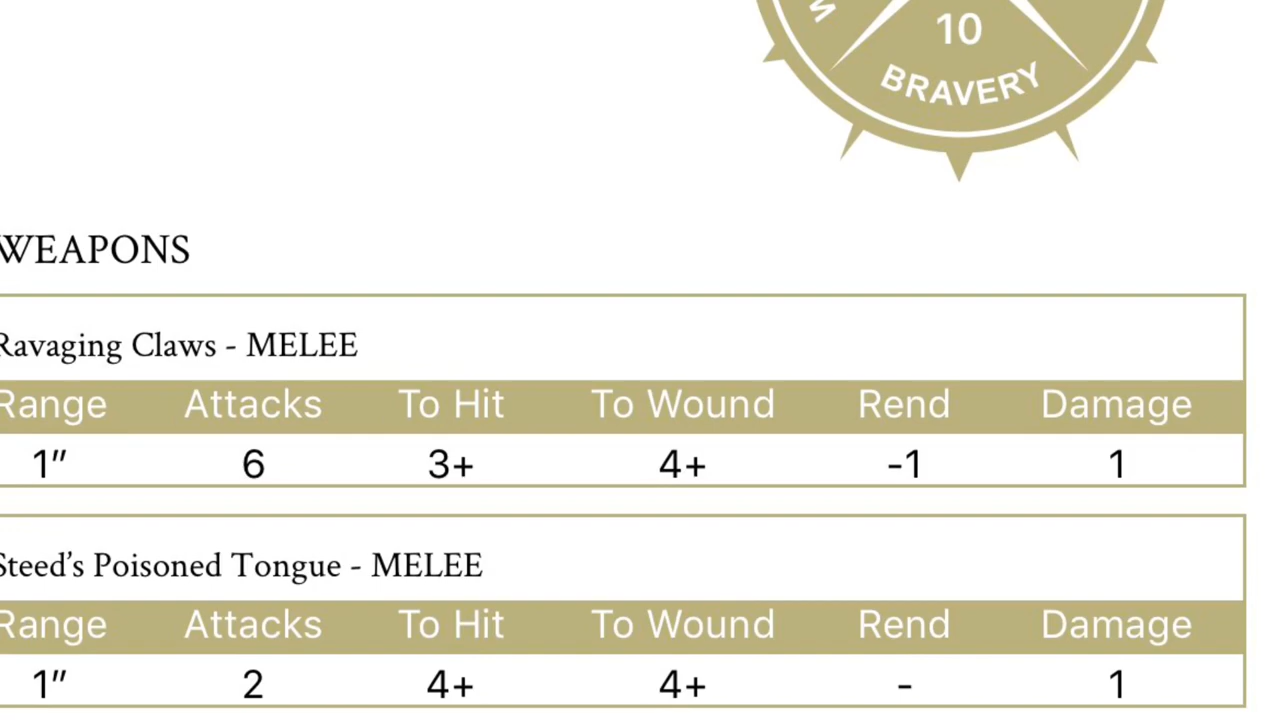 10
BRAVERY
WEAPONS
Ravaging Claws - MELEE
Range Attacks To Hit To Wound Rend Damage
1” 6 3+ 4+ -1 1
Steed’s Poisoned Tongue - MELEE
Range Attacks To Hit To Wound Rend Damage
1” 2 4+ 4+ - 1